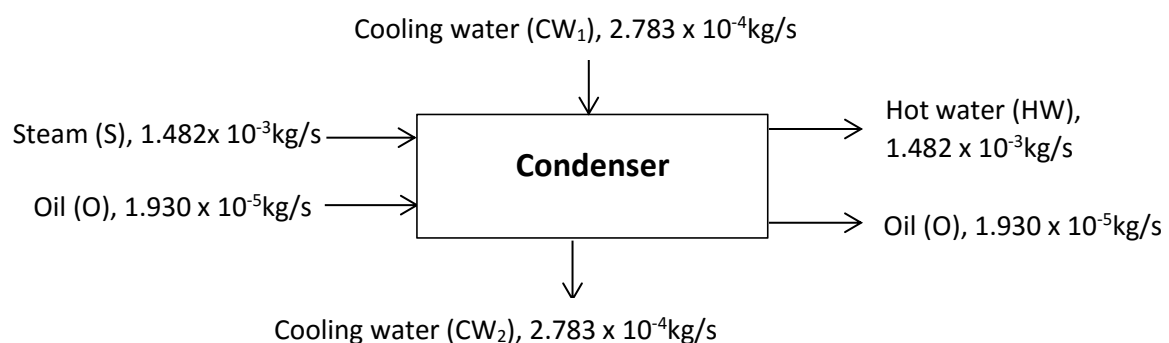 Cooling water (CW₁), 2.783 x 10⁻⁴kg/s
Steam (S), 1.482x 10⁻³kg/s
Oil (O), 1.930 x 10⁻⁵kg/s
Condenser
Hot water (HW),
1.482 x 10⁻³kg/s
Oil (O), 1.930 x 10⁻⁵kg/s
Cooling water (CW₂), 2.783 x 10⁻⁴kg/s